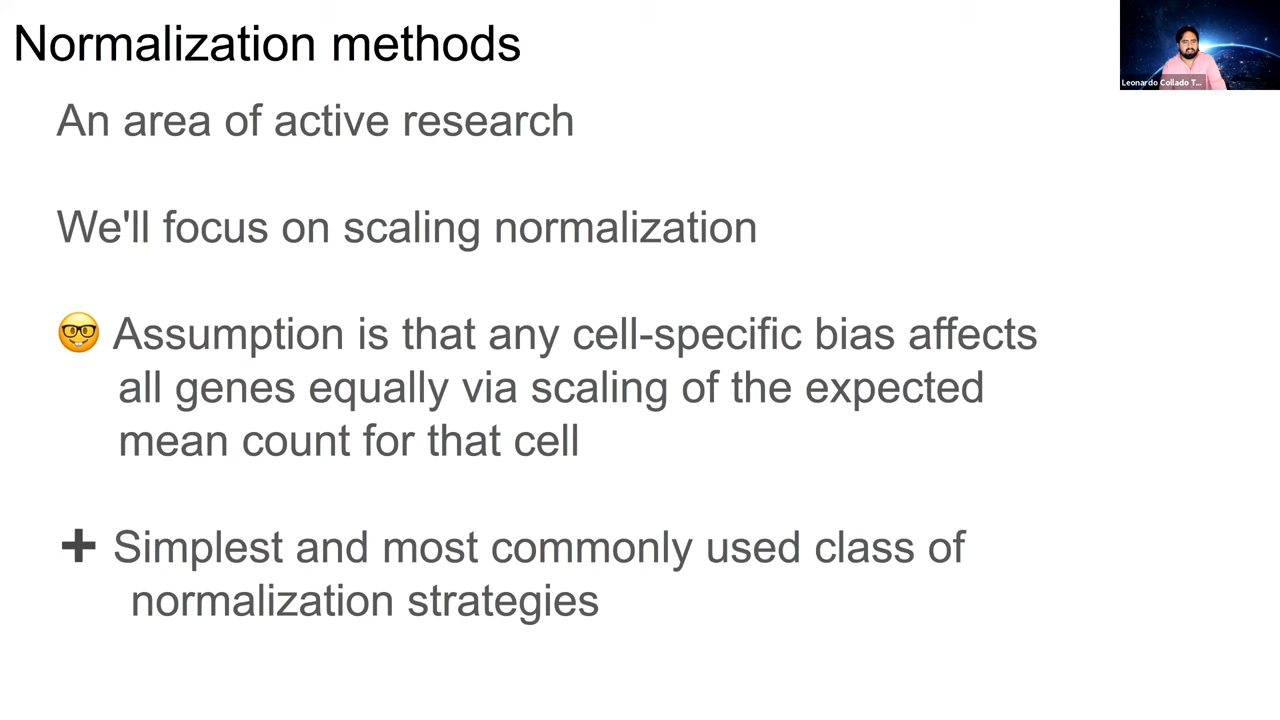 Normalization methods
Leonardo Collado T...
An area of active research
We'll focus on scaling normalization
🤓 Assumption is that any cell-specific bias affects
all genes equally via scaling of the expected
mean count for that cell
➕ Simplest and most commonly used class of
normalization strategies